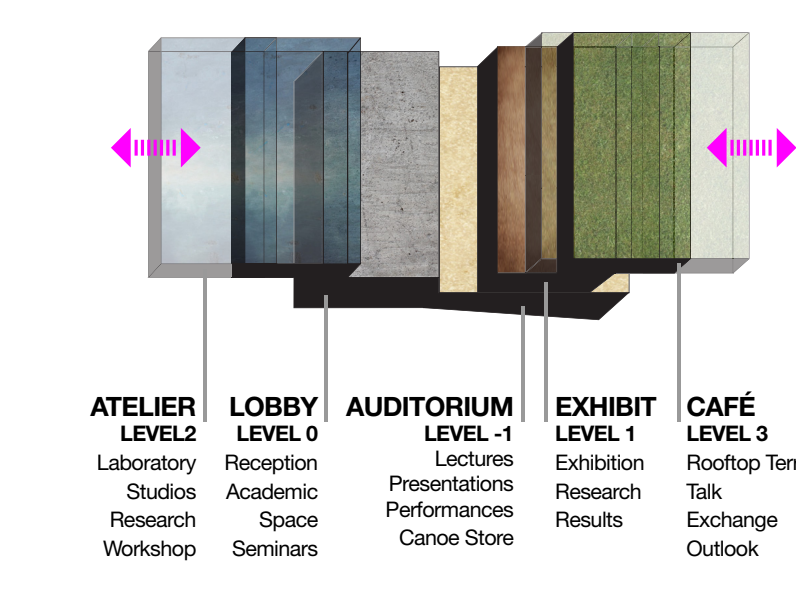 ATELIER
LEVEL2
Laboratory
Studios
Research
Workshop
LOBBY
LEVEL 0
Reception
Academic
Space
Seminars
AUDITORIUM
LEVEL -1
Lectures
Presentations
Performances
Canoe Store
EXHIBIT
LEVEL 1
Exhibition
Research
Results
CAFÉ
LEVEL 3
Rooftop
Talk
Exchange
Outlook